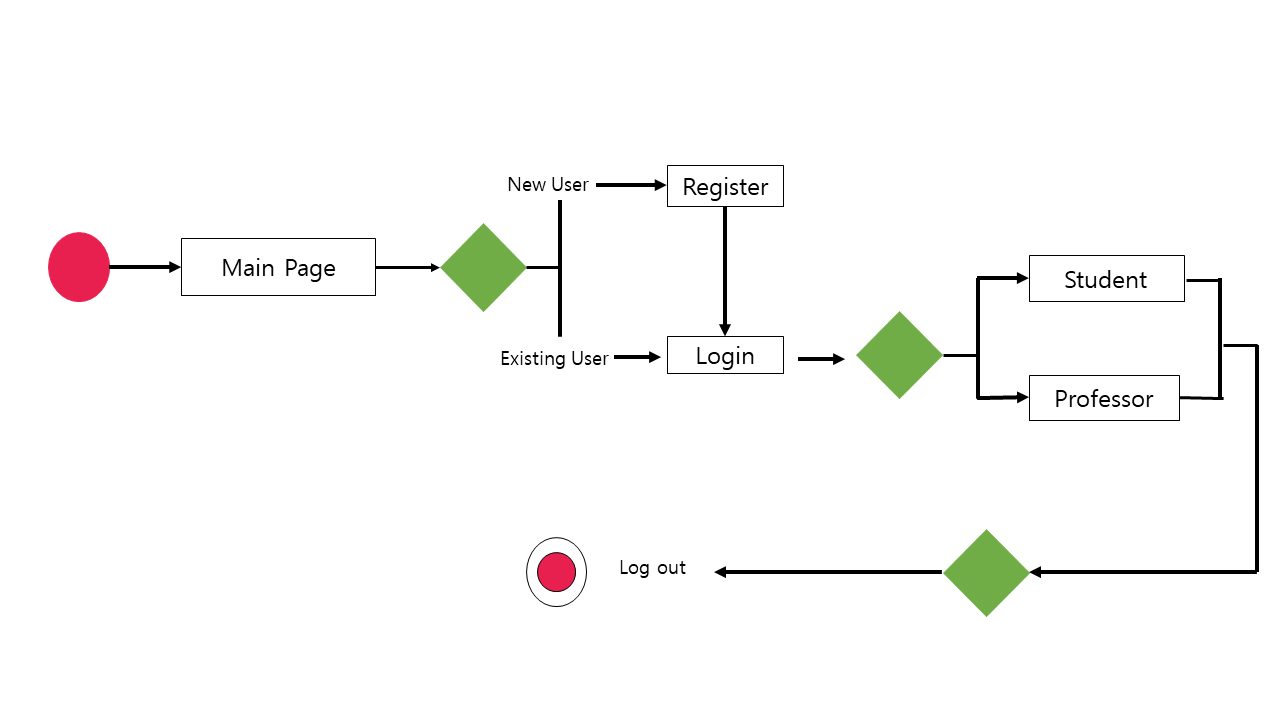 New User
Register
Main Page
Existing User
Login
Student
Professor
Log out